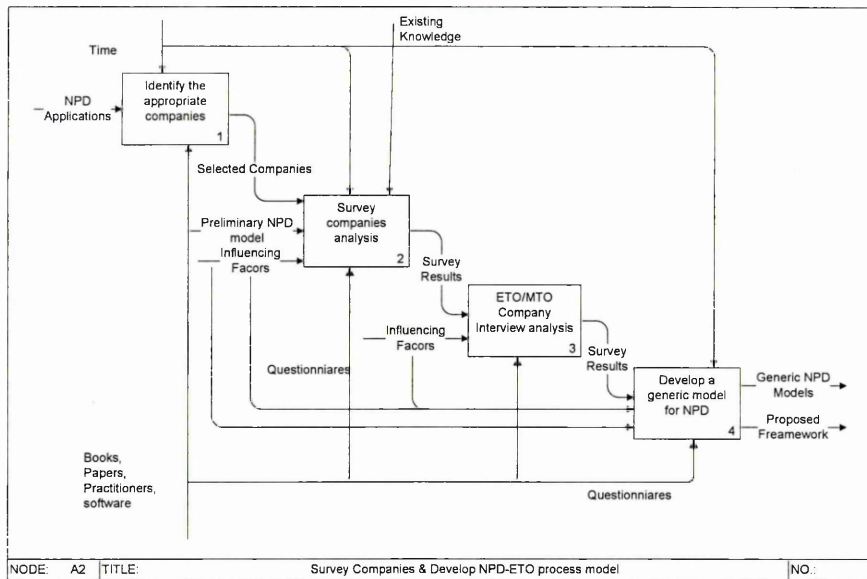 Existing
Knowledge
Time
Identify the
appropriate
companies
1
NPD
Applications
Selected Companies
Survey
companies
analysis
2
Preliminary NPD
model
Influencing
Facors
Survey
Results
ETO/MTO
Company
Interview analysis
3
Influencing
Facors
Survey
Results
Questionniares
Develop a
generic model
for NPD
4
Generic NPD
Models
Proposed
Freamework
Books,
Papers,
Practitioners,
software
Questionniares
NODE: A2 TITLE: Survey Companies & Develop NPD-ETO process model NO.: